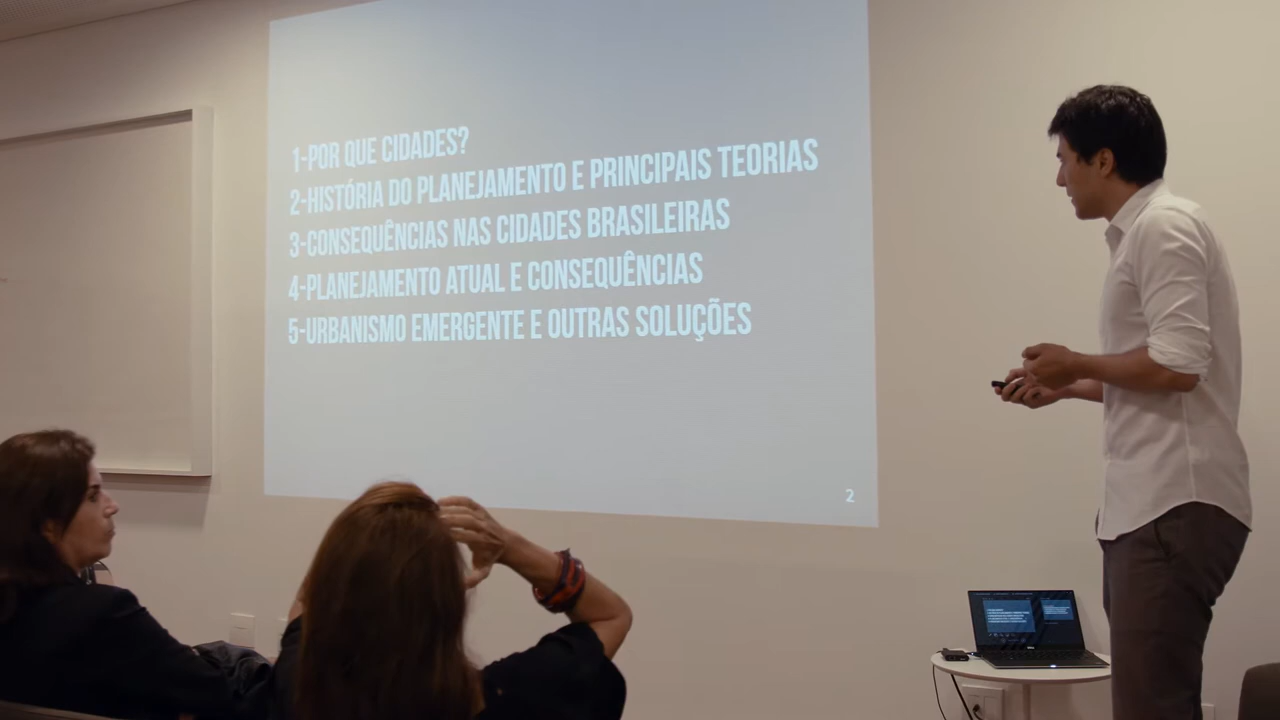 1-POR QUE CIDADES?
2-HISTÓRIA DO PLANEJAMENTO E PRINCIPAIS TEORIAS
3-CONSEQUÊNCIAS NAS CIDADES BRASILEIRAS
4-PLANEJAMENTO ATUAL E CONSEQUÊNCIAS
5-URBANISMO EMERGENTE E OUTRAS SOLUÇÕES
2